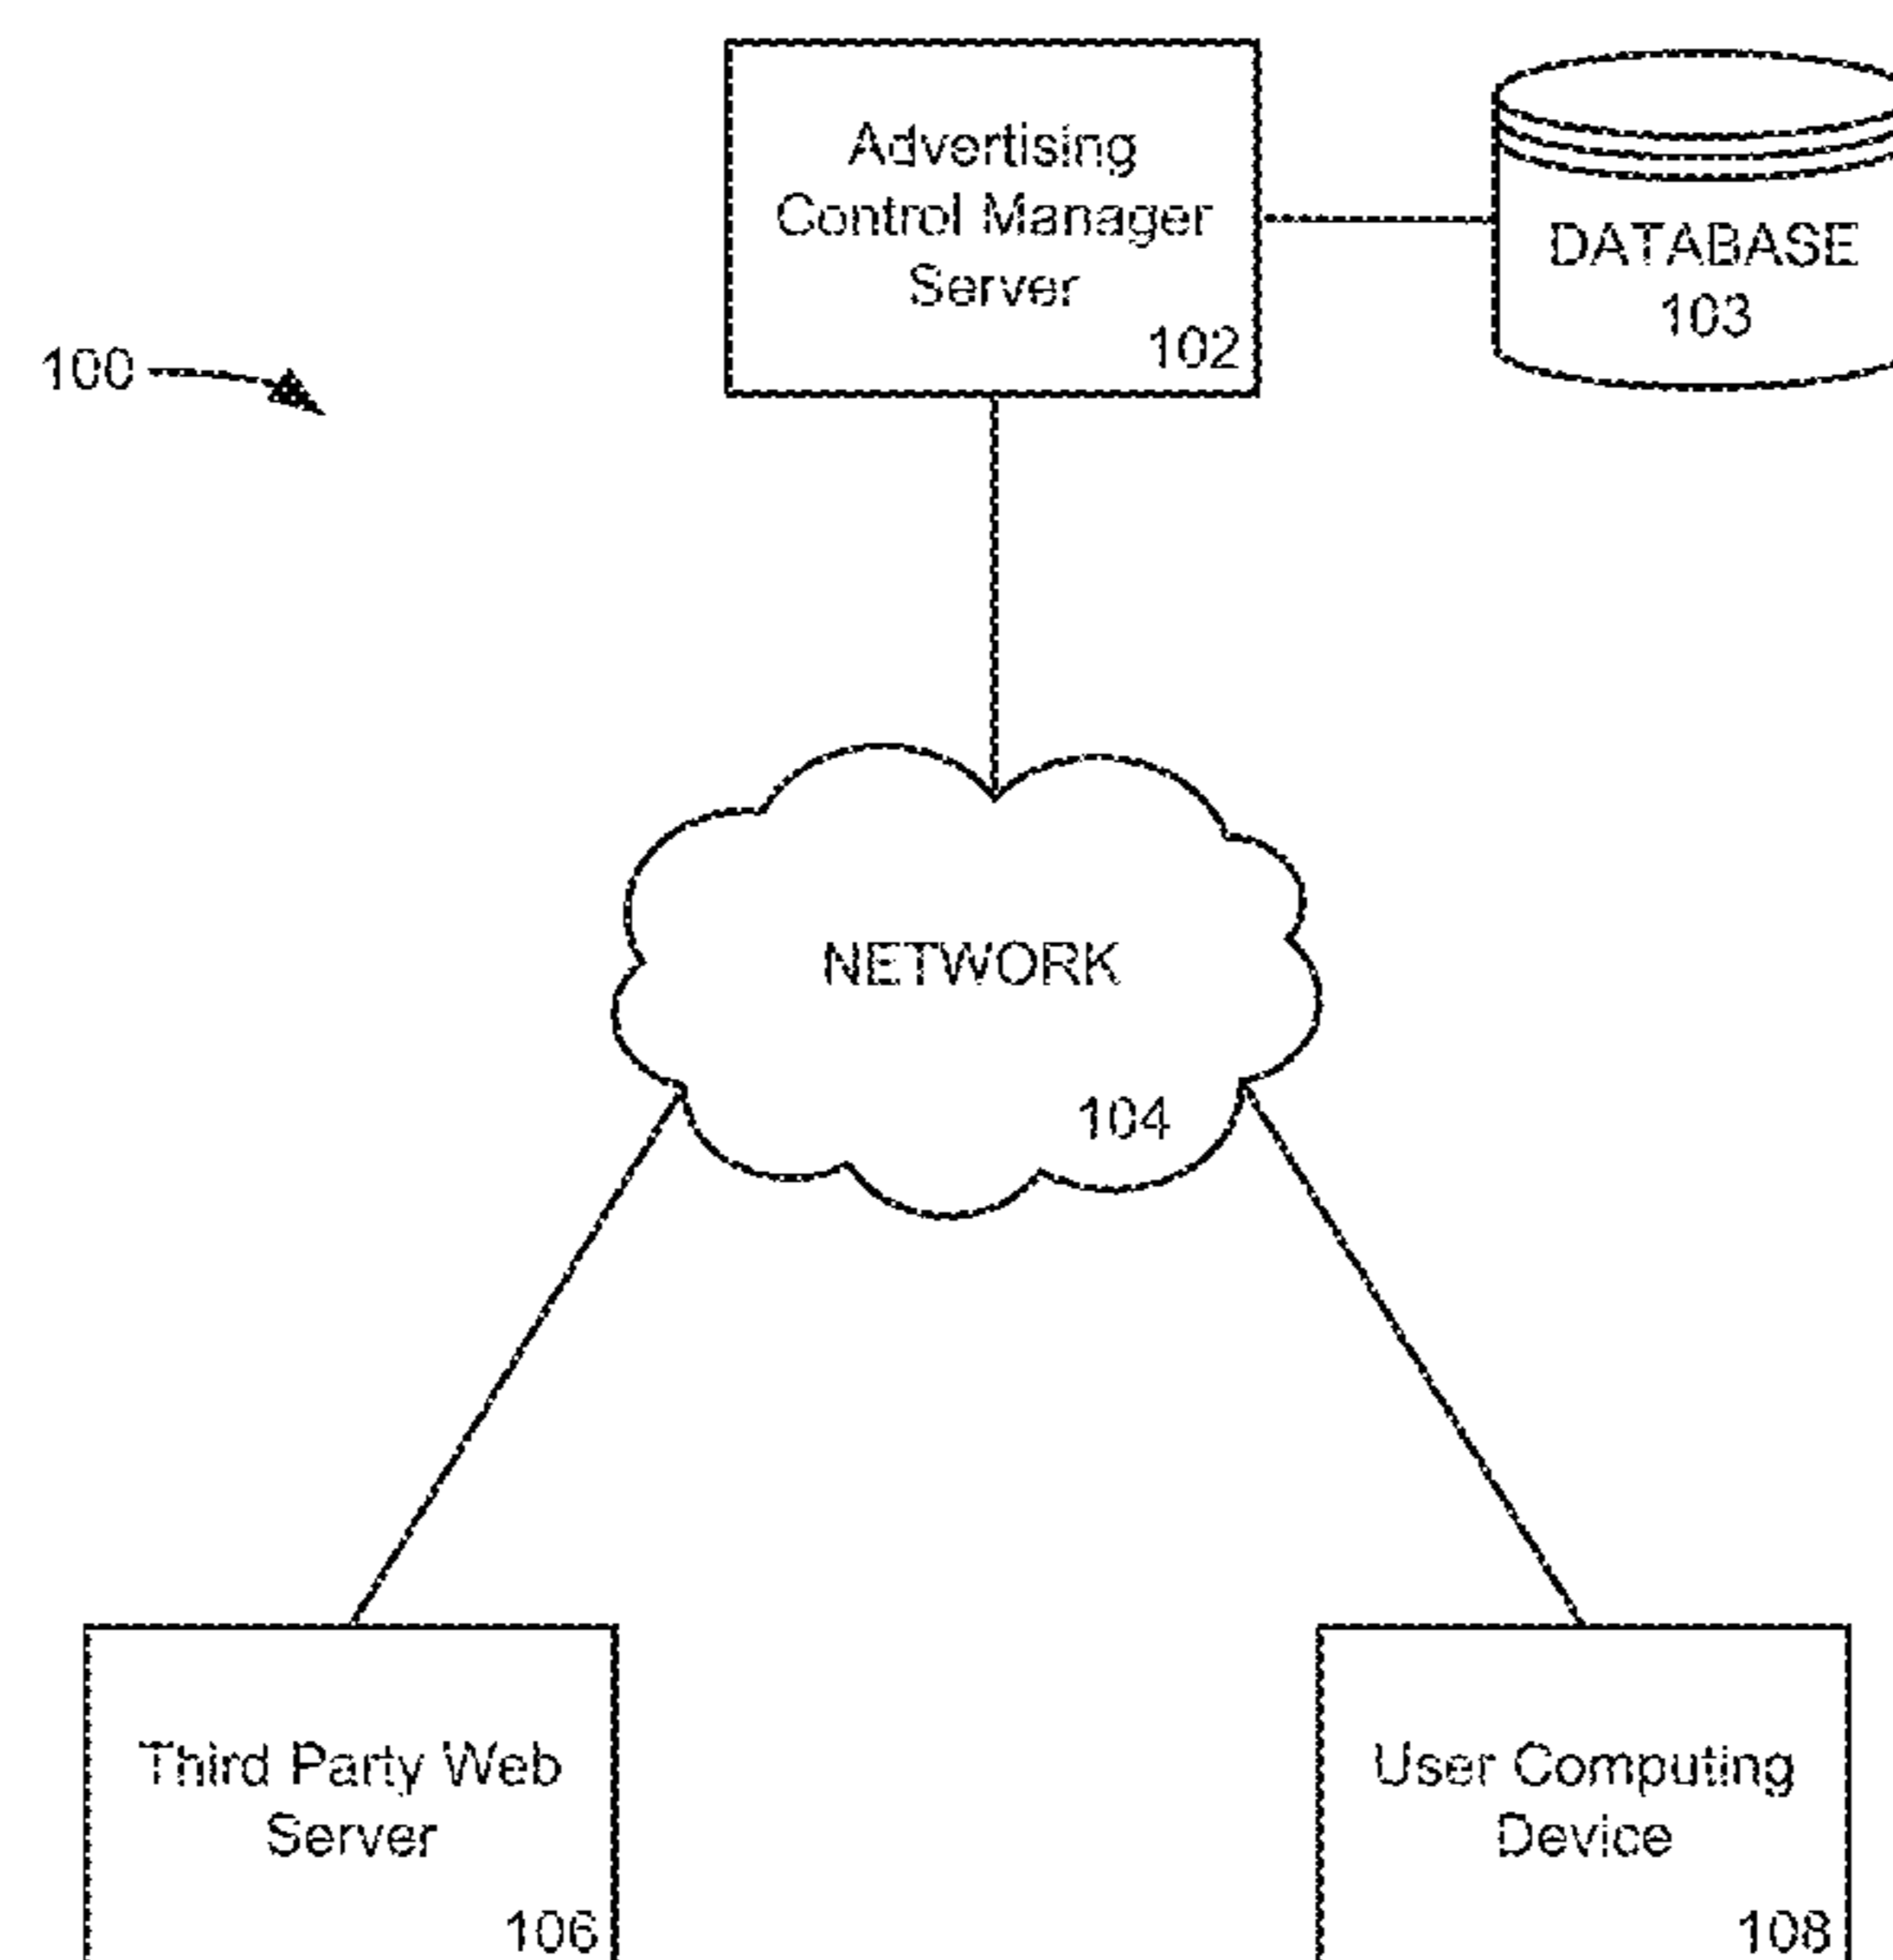 Advertising
Control Manager
Server
102
DATABASE
103
100
NETWORK
104
Third Party Web
Server
106
User Computing
Device
108